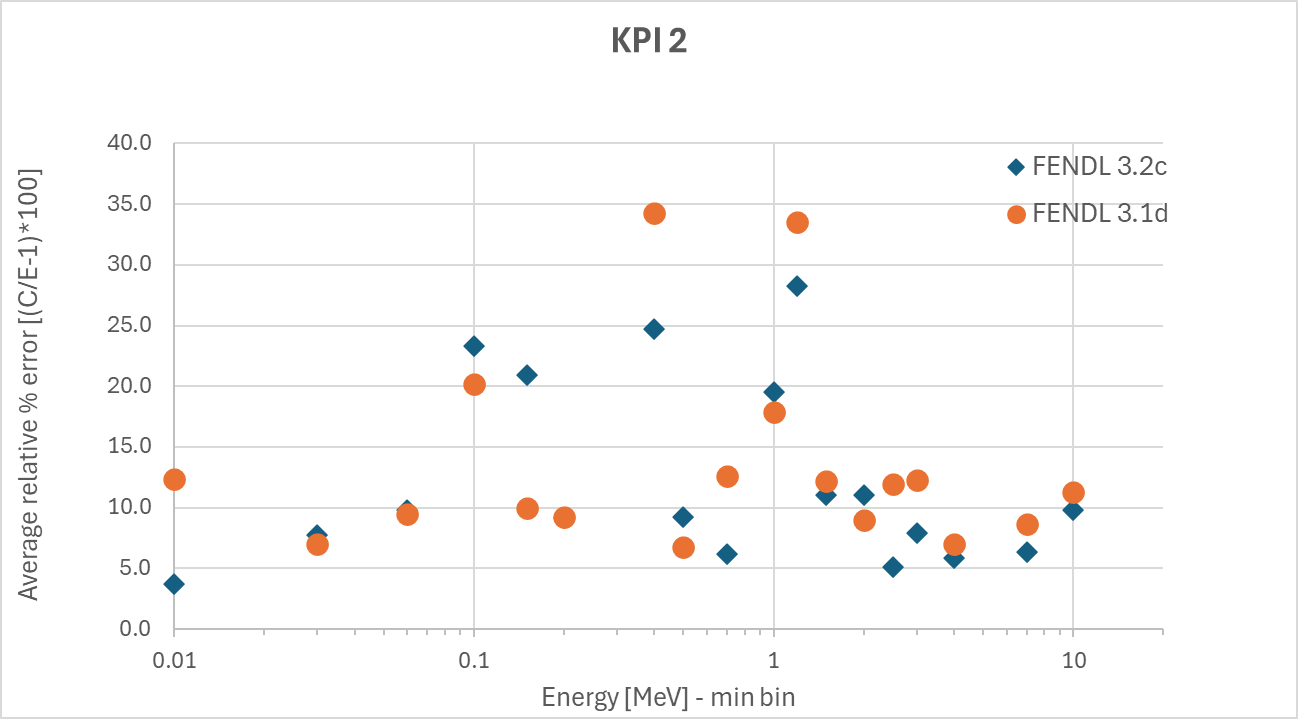 KPI 2
40.0
35.0
30.0
25.0
20.0
15.0
10.0
5.0
0.0
Average relative % error [(C/E-1)*100]
FENDL 3.2c
FENDL 3.1d
0.01 0.1 1 10
Energy [MeV] - min bin